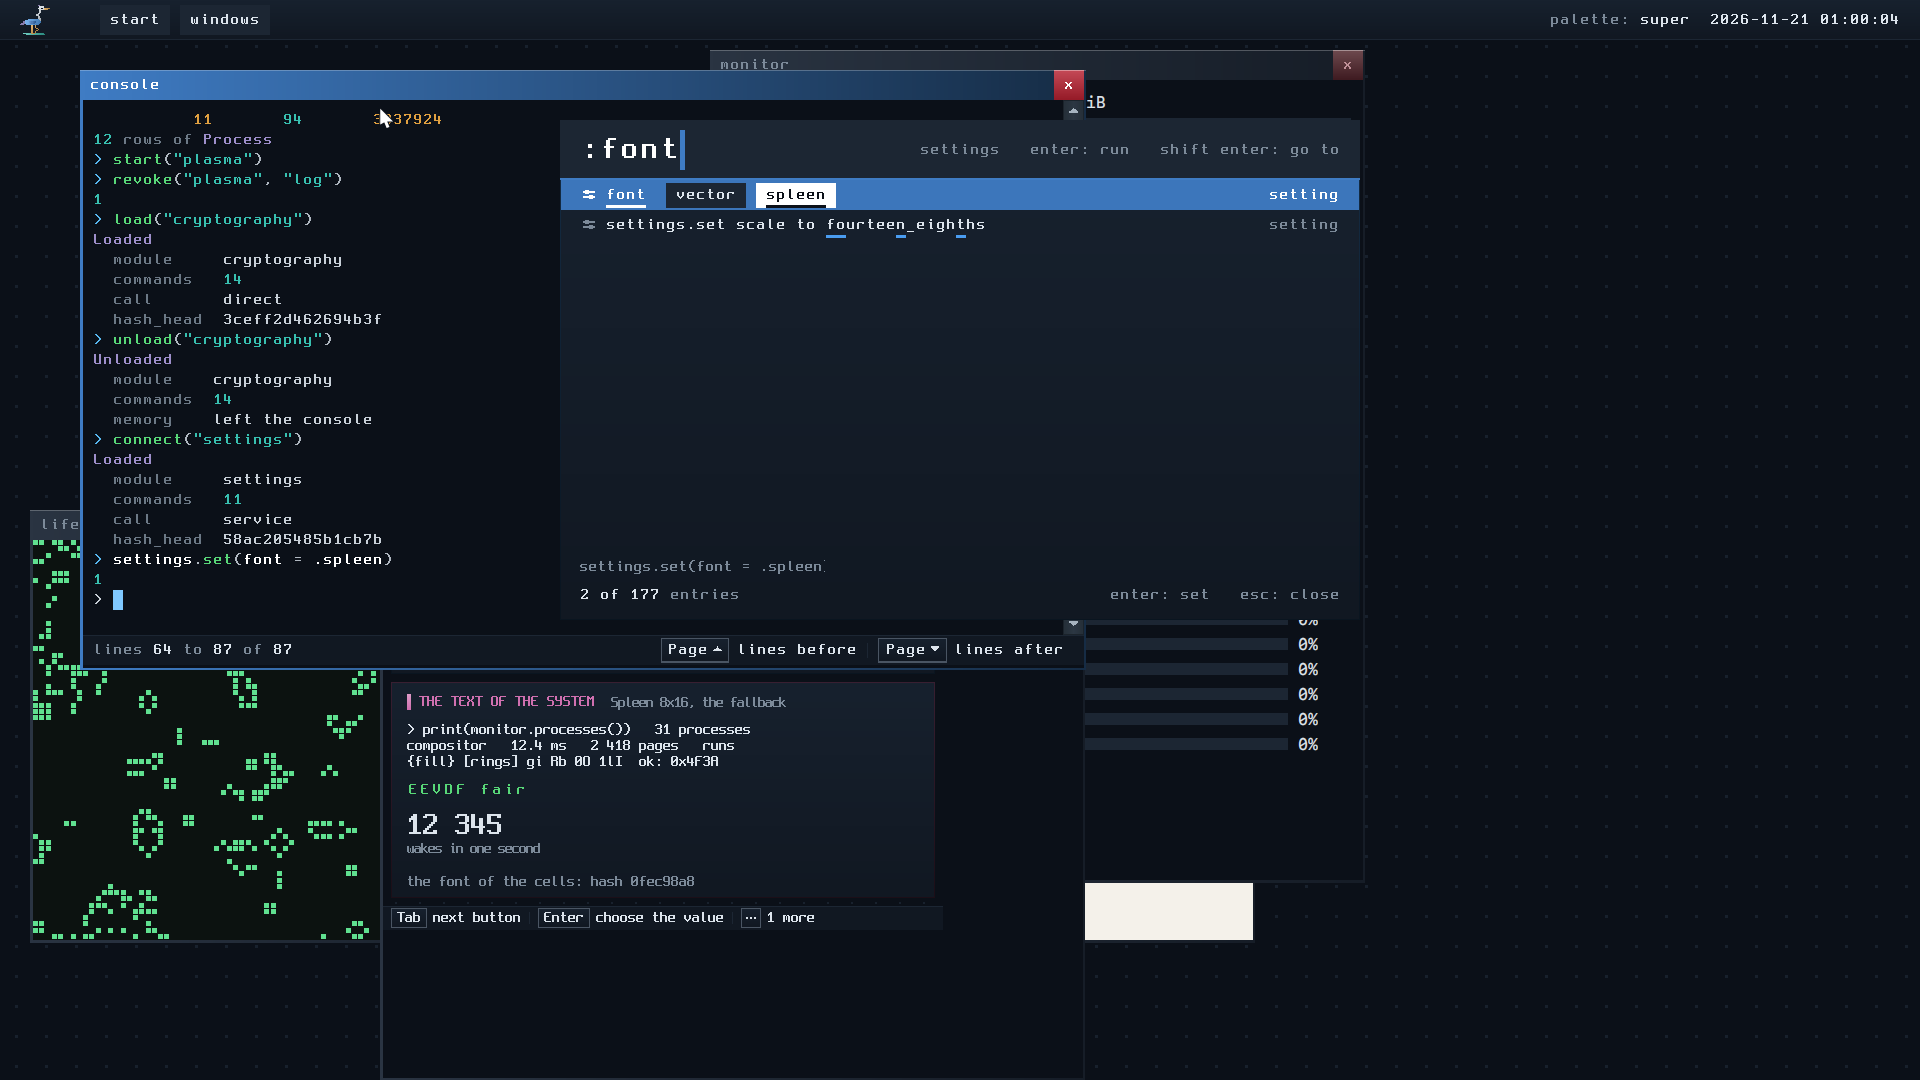 start windows palette: super 2026-11-21 01:00:04
monitor x
console x
iB
11 94 37924
12 rows of Process
> start("plasma")
> revoke("plasma", "log")
1
> load("cryptography")
Loaded
module cryptography
commands 14
call direct
hash_head 3ceff2d462694b3f
> unload("cryptography")
Unloaded
module cryptography
commands 14
memory left the console
> connect("settings")
Loaded
module settings
commands 11
call service
hash_head 58ac205485b1cb7b
> settings.set(font = .spleen)
1
>
lines 64 to 87 of 87 Page lines before Page lines after
:font settings enter: run shift enter: go to
font vector spleen setting
settings.set scale to fourteen_eighths setting
settings.set(font = .spleen)
2 of 177 entries enter: set esc: close
life
0%
0%
0%
0%
0%
0%
THE TEXT OF THE SYSTEM Spleen 8x16, the fallback
> print(monitor.processes()) 31 processes
compositor 12.4 ms 2 418 pages runs
{fill} [rings] gi Rb 0O 1lI ok: 0x4F3A
EEVDF fair
12 345
wakes in one second
the font of the cells: hash 0fec98a8
Tab next button Enter choose the value ··· 1 more